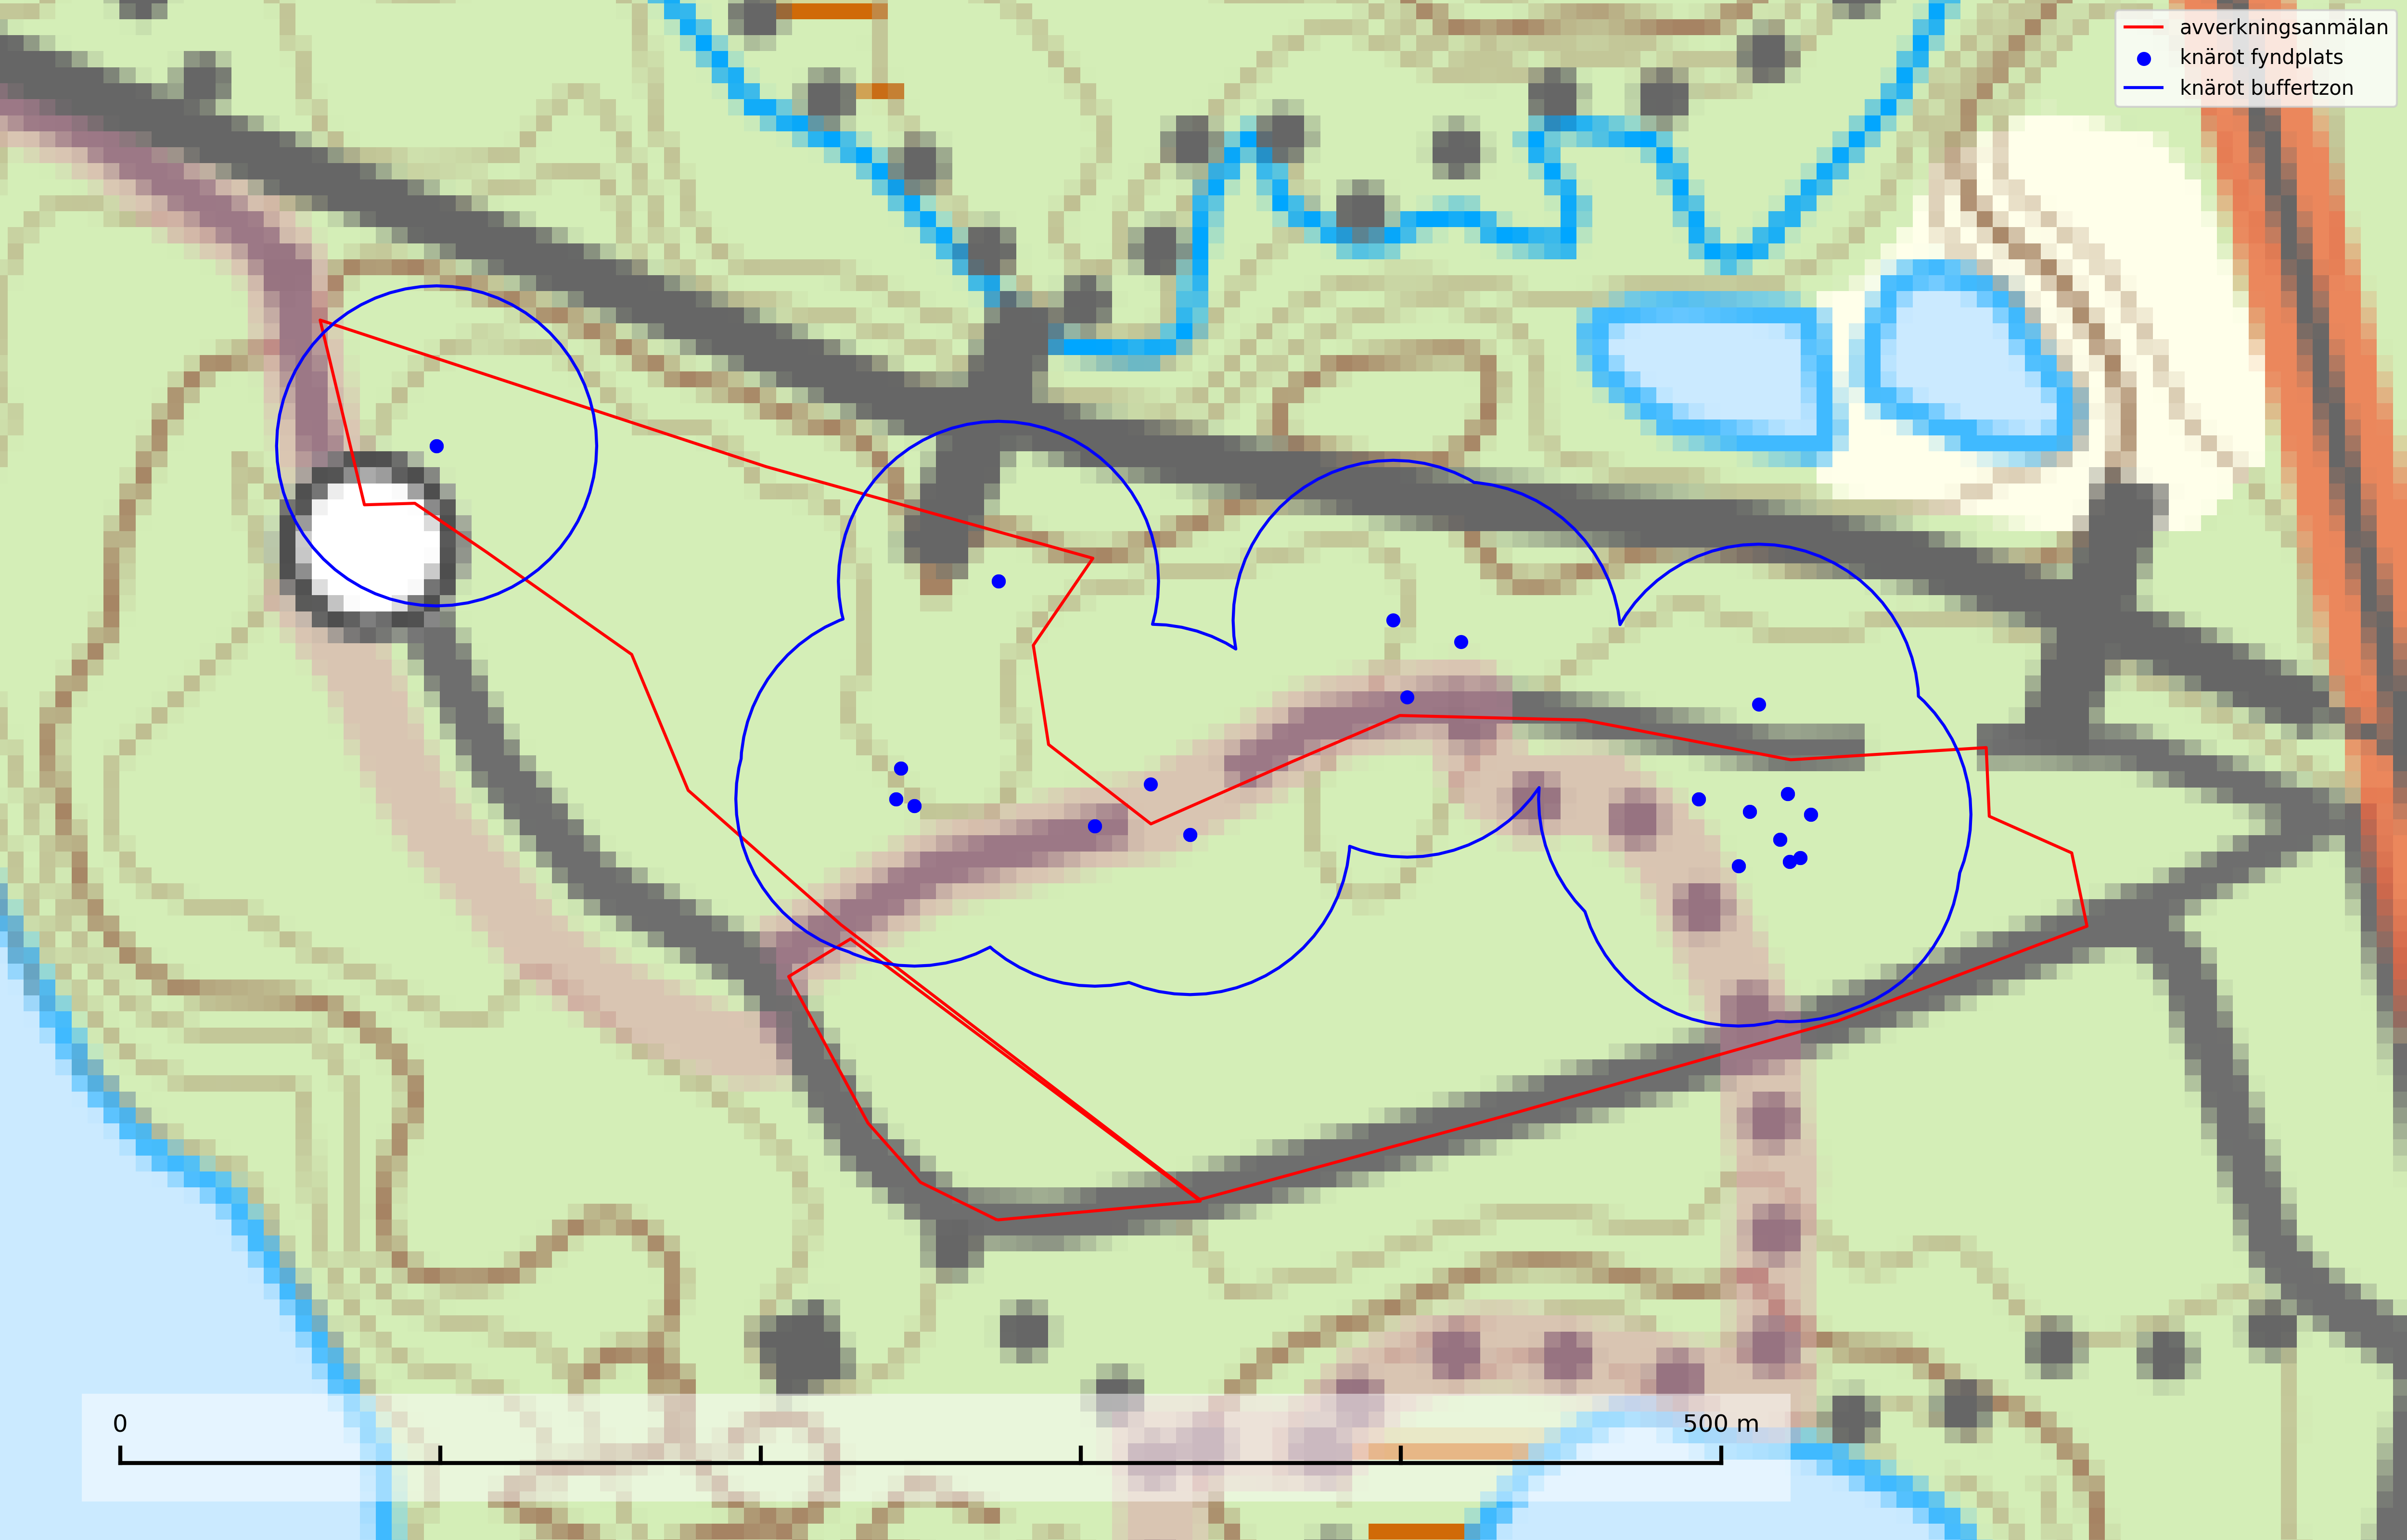 avverkningsanmälan
knärot fyndplats
knärot buffertzon
0
500 m